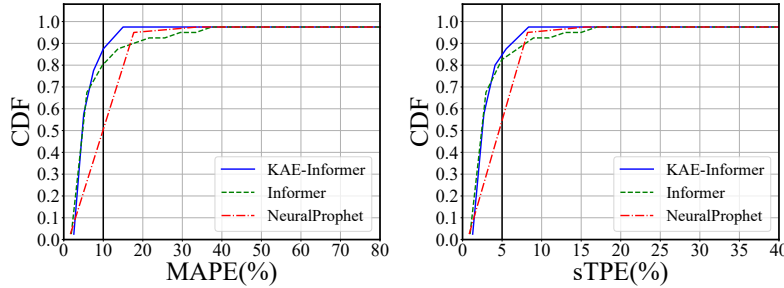 CDF
1.0
0.9
0.8
0.7
0.6
0.5
0.4
0.3
0.2
0.1
0.0
0 10 20 30 40 50 60 70 80
MAPE(%)
KAE-Informer
Informer
NeuralProphet
CDF
1.0
0.9
0.8
0.7
0.6
0.5
0.4
0.3
0.2
0.1
0.0
0 5 10 15 20 25 30 35 40
sTPE(%)
KAE-Informer
Informer
NeuralProphet